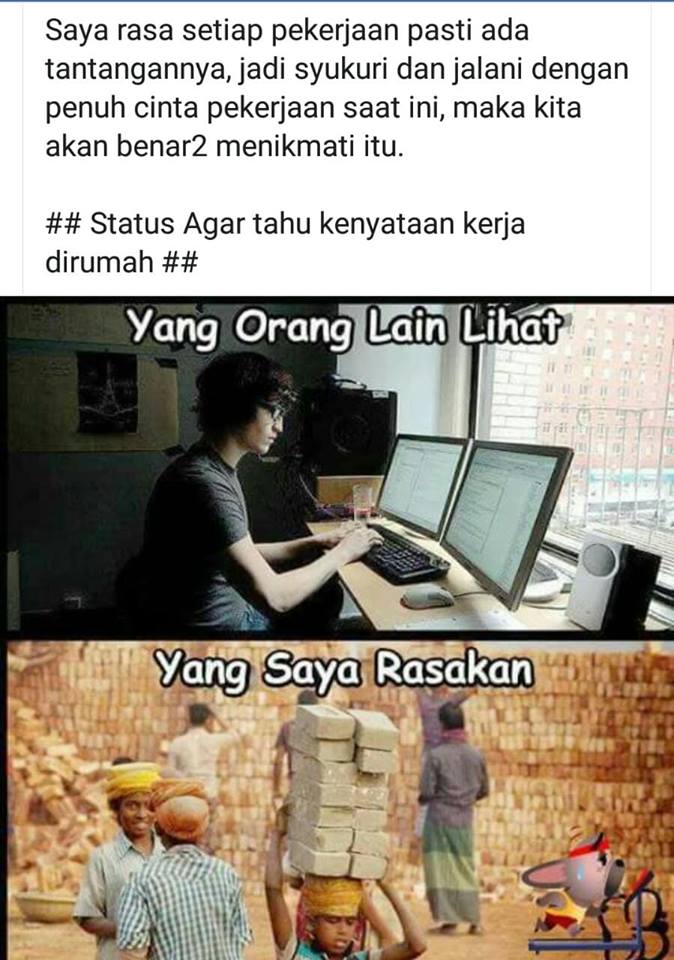 Saya rasa setiap pekerjaan pasti ada
tantangannya, jadi syukuri dan jalani dengan
penuh cinta pekerjaan saat ini, maka kita
akan benar2 menikmati itu.
## Status Agar tahu kenyataan kerja
dirumah ##
Yang Orang Lain Lihat
Yang Saya Rasakan